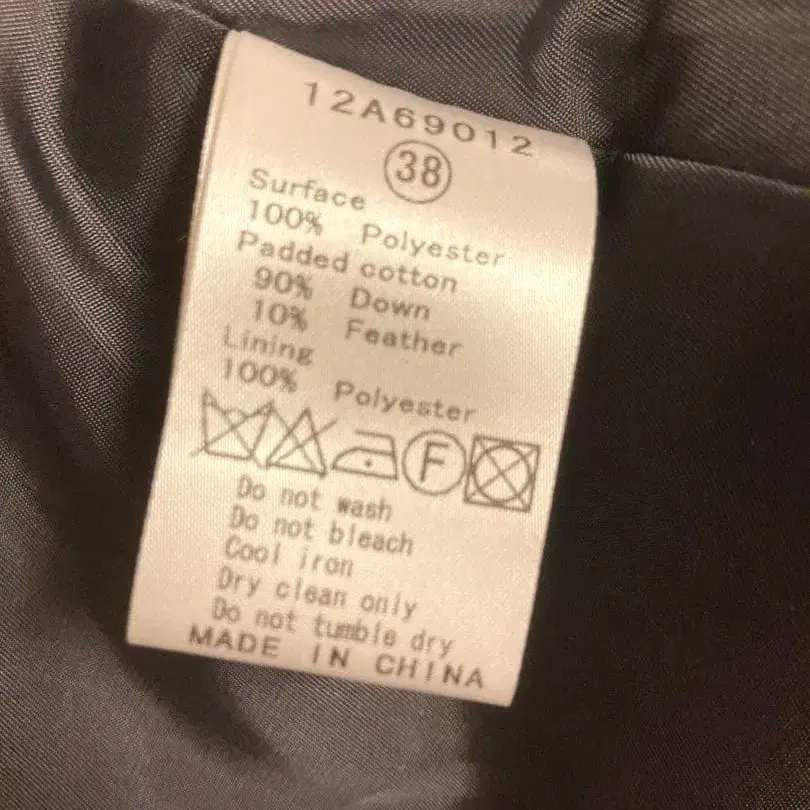 12A69012
38
Surface
100% Polyester
Padded cotton
90% Down
10% Feather
Lining
100% Polyester
F
Do not wash
Do not bleach
Cool iron
Dry clean only
Do not tumble dry
MADE IN CHINA